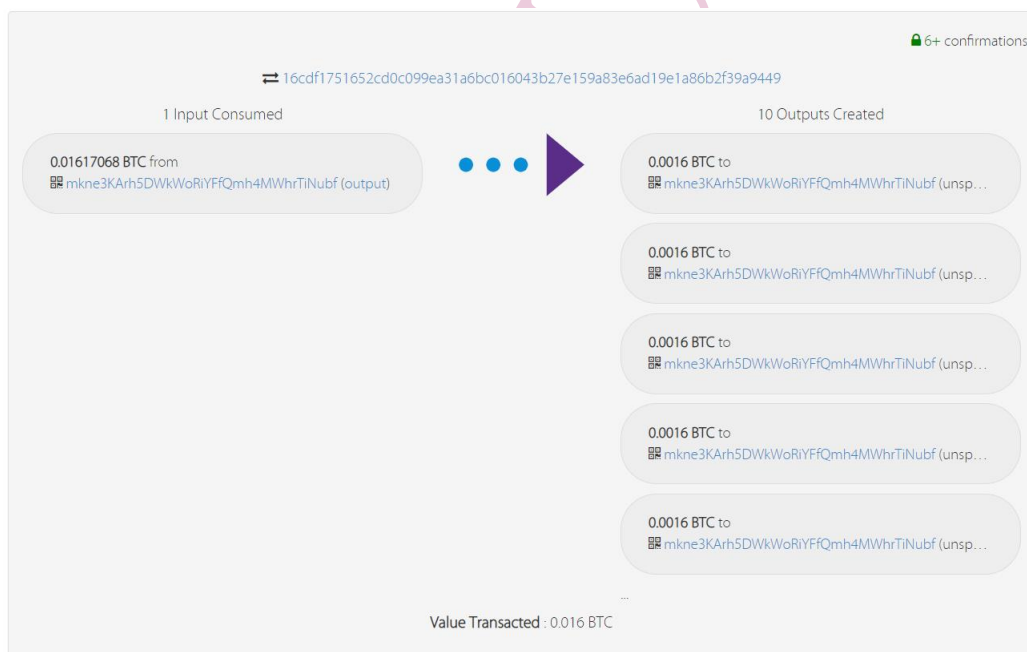 6+ confirmations
16cdf1751652cd0c099ea31a6bc016043b27e159a83e6ad19e1a86b2f39a9449
1 Input Consumed
10 Outputs Created
0.01617068 BTC from
mkne3KArh5DWkWoRiYFfQmh4MWhrTiNubf (output)
0.0016 BTC to
mkne3KArh5DWkWoRiYFfQmh4MWhrTiNubf (unsp…
0.0016 BTC to
mkne3KArh5DWkWoRiYFfQmh4MWhrTiNubf (unsp…
0.0016 BTC to
mkne3KArh5DWkWoRiYFfQmh4MWhrTiNubf (unsp…
0.0016 BTC to
mkne3KArh5DWkWoRiYFfQmh4MWhrTiNubf (unsp…
0.0016 BTC to
mkne3KArh5DWkWoRiYFfQmh4MWhrTiNubf (unsp…
...
Value Transacted : 0.016 BTC